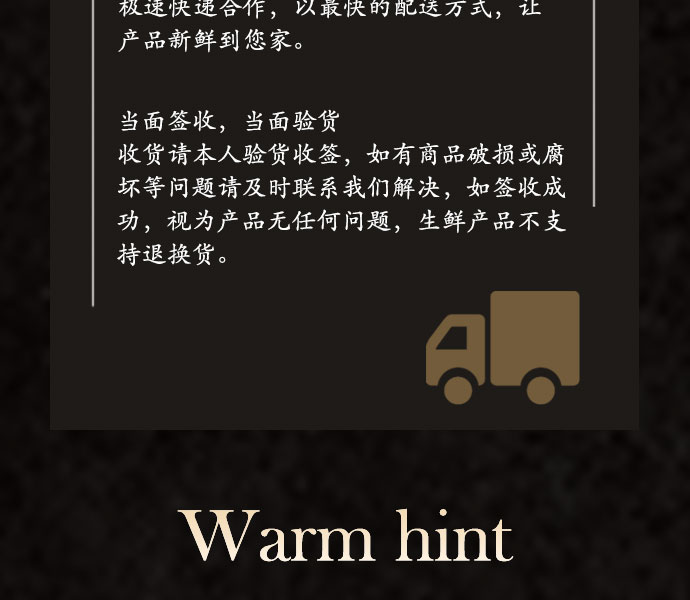 极速快递合作，以最快的配送方式，让
产品新鲜到您家。
当面签收，当面验货
收货请本人验货收签，如有商品破损或腐
坏等问题请及时联系我们解决，如签收成
功，视为产品无任何问题，生鲜产品不支
持退换货。
Warm hint